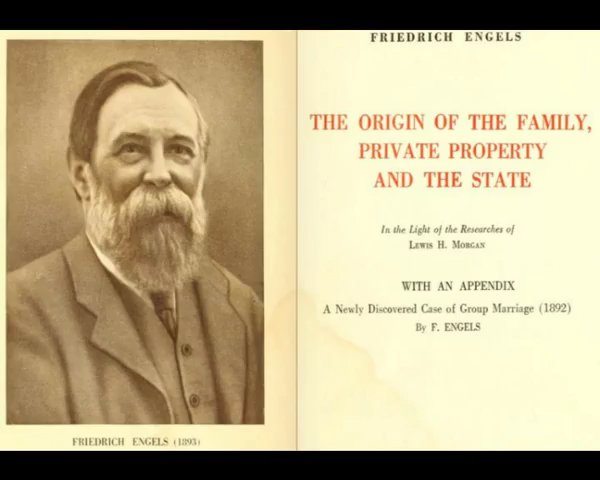 FRIEDRICH ENGELS (1893)
FRIEDRICH ENGELS
THE ORIGIN OF THE FAMILY,
PRIVATE PROPERTY
AND THE STATE
In the Light of the Researches of
LEWIS H. MORGAN
WITH AN APPENDIX
A Newly Discovered Case of Group Marriage (1892)
By F. ENGELS